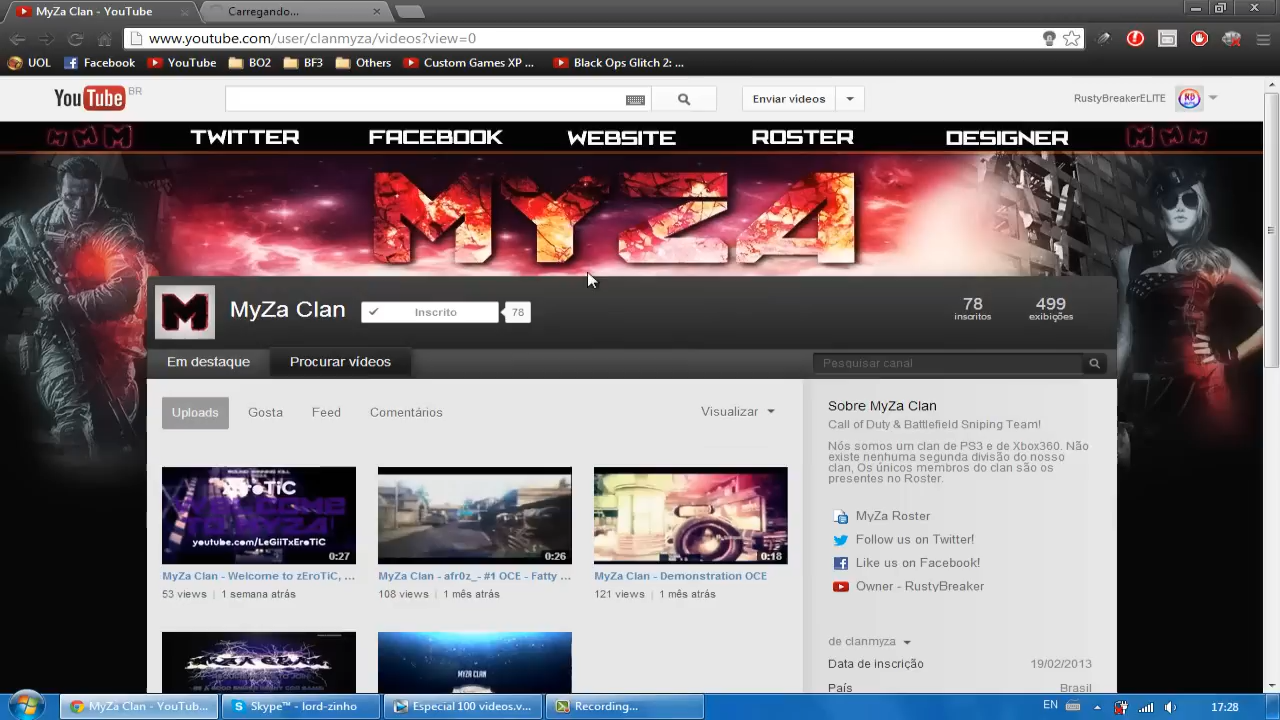 MyZa Clan - YouTube
Carregando...
www.youtube.com/user/clanmyza/videos?view=0
UOL Facebook YouTube BO2 BF3 Others Custom Games XP ... Black Ops Glitch 2: ...
YouTube BR
Enviar vídeos
RustyBreakerELITE
M M M TWITTER FACEBOOK WEBSITE ROSTER DESIGNER M M M
MYZA
M
MyZa Clan
Inscrito
78
78
inscritos
499
exibições
Em destaque
Procurar vídeos
Pesquisar canal
Uploads
Gosta
Feed
Comentários
Visualizar
zEroTiC
WELCOME
TO MYZA!
youtube.com/LeGiiTxEroTiC
0:27
0:26
0:18
MyZa Clan - Welcome to zEroTiC, ...
53 views | 1 semana atrás
MyZa Clan - afr0z_- #1 OCE - Fatty ...
108 views | 1 mês atrás
MyZa Clan - Demonstration OCE
121 views | 1 mês atrás
MYZA CLAN
Sobre MyZa Clan
Call of Duty & Battlefield Sniping Team!
Nós somos um clan de PS3 e de Xbox360. Não
existe nenhuma segunda divisão do nosso
clan, Os únicos membros do clan são os
presentes no Roster.
MyZa Roster
Follow us on Twitter!
Like us on Facebook!
Owner - RustyBreaker
de clanmyza
Data de inscrição 19/02/2013
País Brasil
MyZa Clan - YouTub...
Skype™ - lord-zinho
Especial 100 videos.v...
Recording...
EN
17:28